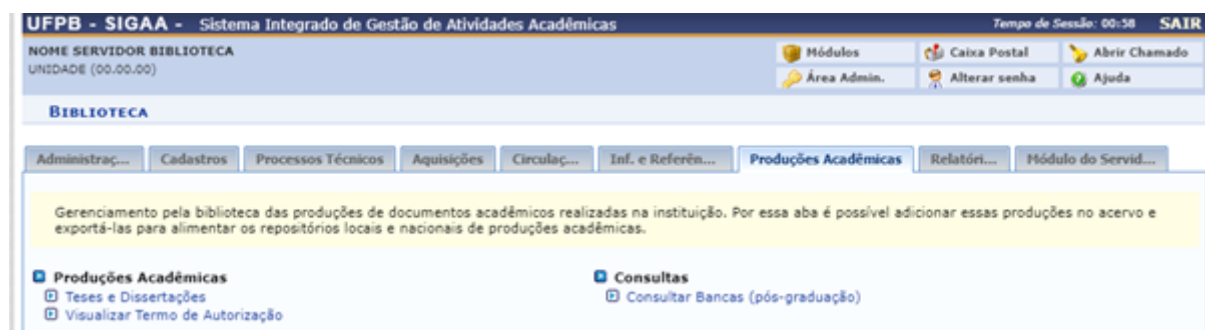 UFPB - SIGAA - Sistema Integrado de Gestão de Atividades Acadêmicas Tempo de Sessão: 00:58 SAIR
NOME SERVIDOR BIBLIOTECA Módulos Caixa Postal Abrir Chamado
UNIDADE (00.00.00) Área Admin. Alterar senha Ajuda
BIBLIOTECA
Administraç... Cadastros Processos Técnicos Aquisições Circulaç... Inf. e Referên... Produções Acadêmicas Relatóri... Módulo do Servid...
Gerenciamento pela biblioteca das produções de documentos acadêmicos realizadas na instituição. Por essa aba é possível adicionar essas produções no acervo e
exportá-las para alimentar os repositórios locais e nacionais de produções acadêmicas.
Produções Acadêmicas Consultas
Teses e Dissertações Consultar Bancas (pós-graduação)
Visualizar Termo de Autorização